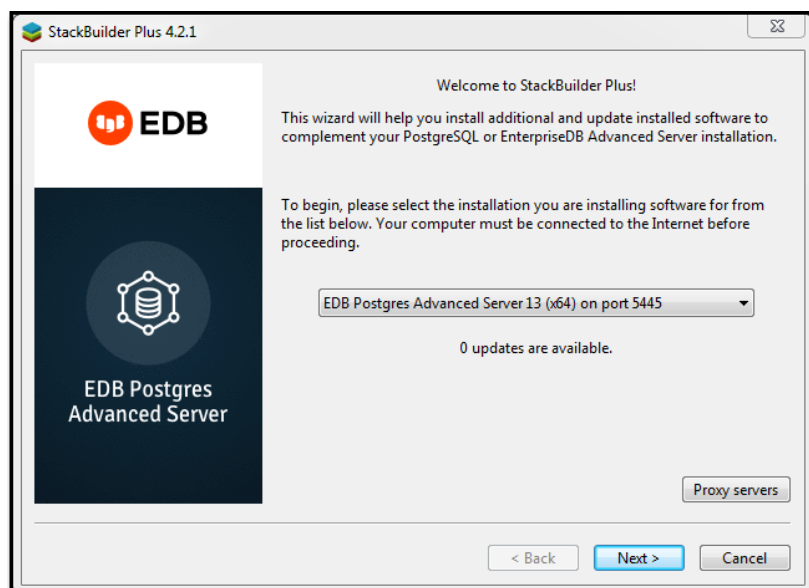 StackBuilder Plus 4.2.1
EDB
EDB Postgres
Advanced Server
Welcome to StackBuilder Plus!
This wizard will help you install additional and update installed software to
complement your PostgreSQL or EnterpriseDB Advanced Server installation.
To begin, please select the installation you are installing software for from
the list below. Your computer must be connected to the Internet before
proceeding.
EDB Postgres Advanced Server 13 (x64) on port 5445
0 updates are available.
Proxy servers
< Back
Next >
Cancel